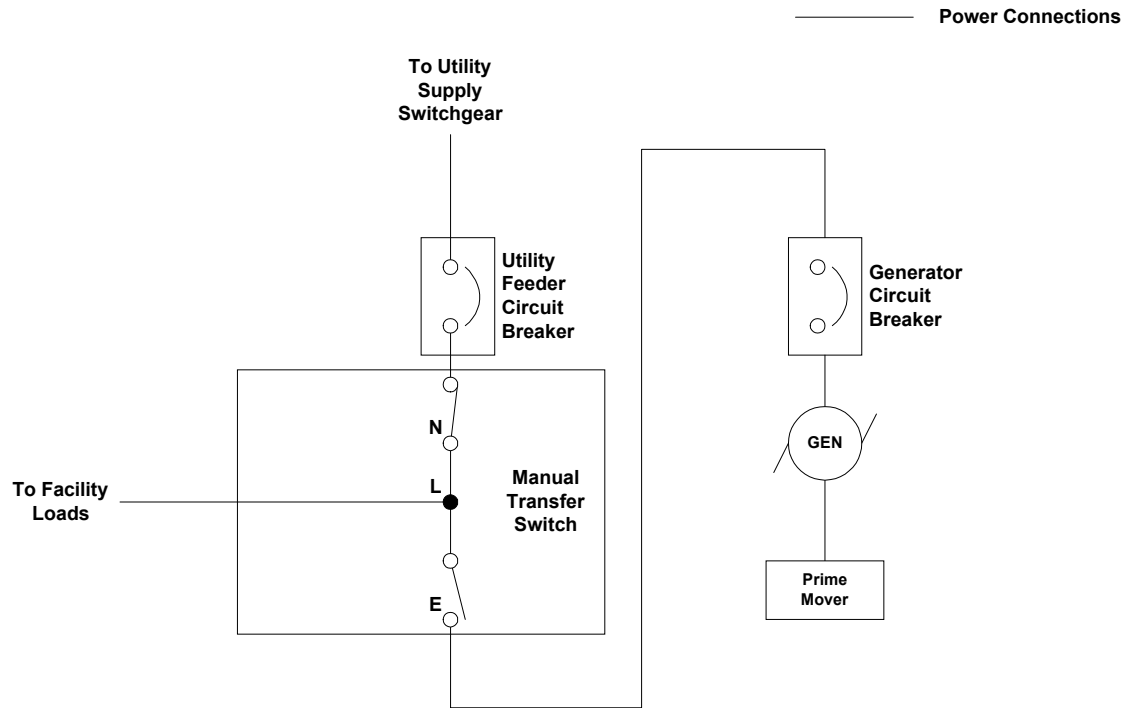 Power Connections
To Utility
Supply
Switchgear
Utility
Feeder
Circuit
Breaker
Generator
Circuit
Breaker
N
GEN
L
Manual
Transfer
Switch
To Facility
Loads
E
Prime
Mover